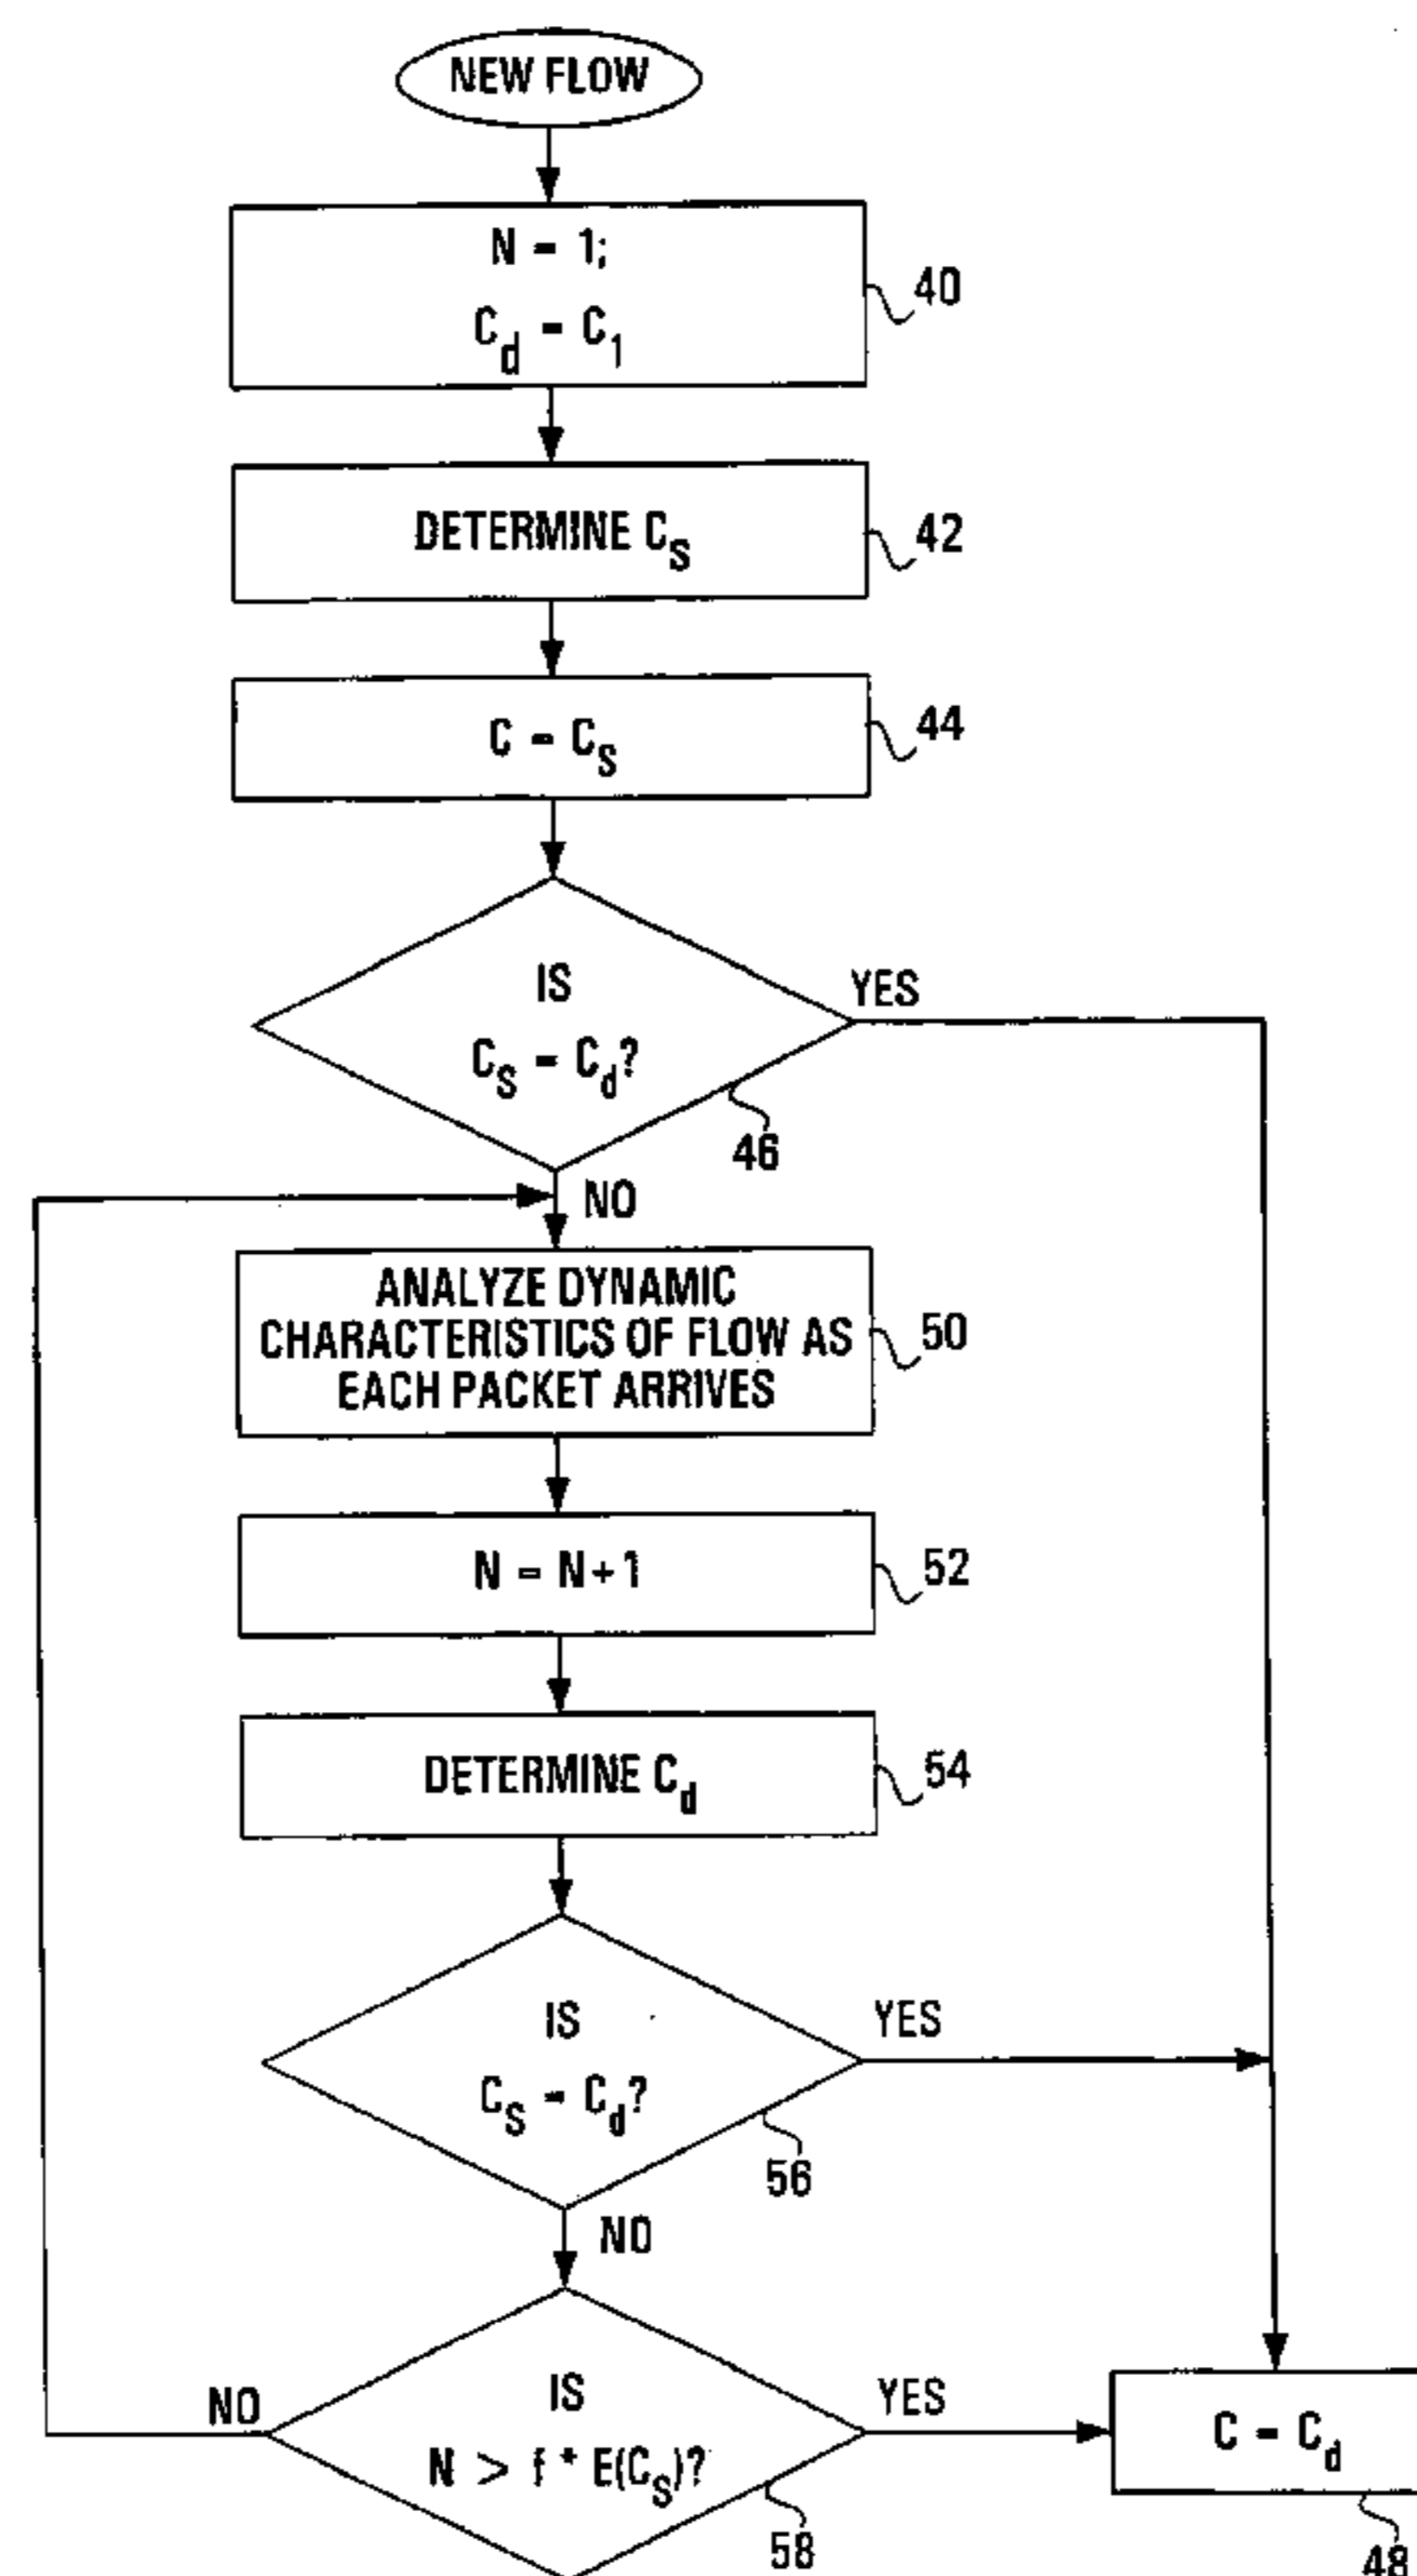 NEW FLOW
N = 1;
C_d = C_1
40
DETERMINE C_s
42
C = C_s
44
IS
C_s = C_d?
YES
46
NO
ANALYZE DYNAMIC
CHARACTERISTICS OF FLOW AS
EACH PACKET ARRIVES
50
N = N+1
52
DETERMINE C_d
54
IS
C_s = C_d?
YES
56
NO
IS
N > f * E(C_s)?
NO
YES
58
C = C_d
48